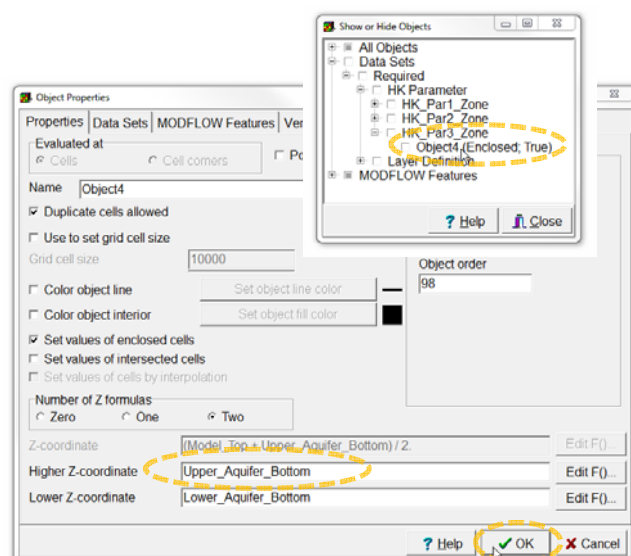 Show or Hide Objects
All Objects
Data Sets
Required
HK Parameter
HK_Par1_Zone
HK_Par2_Zone
HK_Par3_Zone
Object4 (Enclosed; True)
Layer Definition
MODFLOW Features
? Help
Close
Object Properties
Properties
Data Sets
MODFLOW Features
Ver
Evaluated at
Cells
Cell corners
Po
Name
Object4
Duplicate cells allowed
Use to set grid cell size
Grid cell size
10000
Object order
98
Color object line
Set object line color
Color object interior
Set object fill color
Set values of enclosed cells
Set values of intersected cells
Set values of cells by interpolation
Number of Z formulas
Zero
One
Two
Z-coordinate
(Model_Top + Upper_Aquifer_Bottom) / 2.
Edit F()...
Higher Z-coordinate
Upper_Aquifer_Bottom
Edit F()...
Lower Z-coordinate
Lower_Aquifer_Bottom
Edit F()...
? Help
OK
Cancel